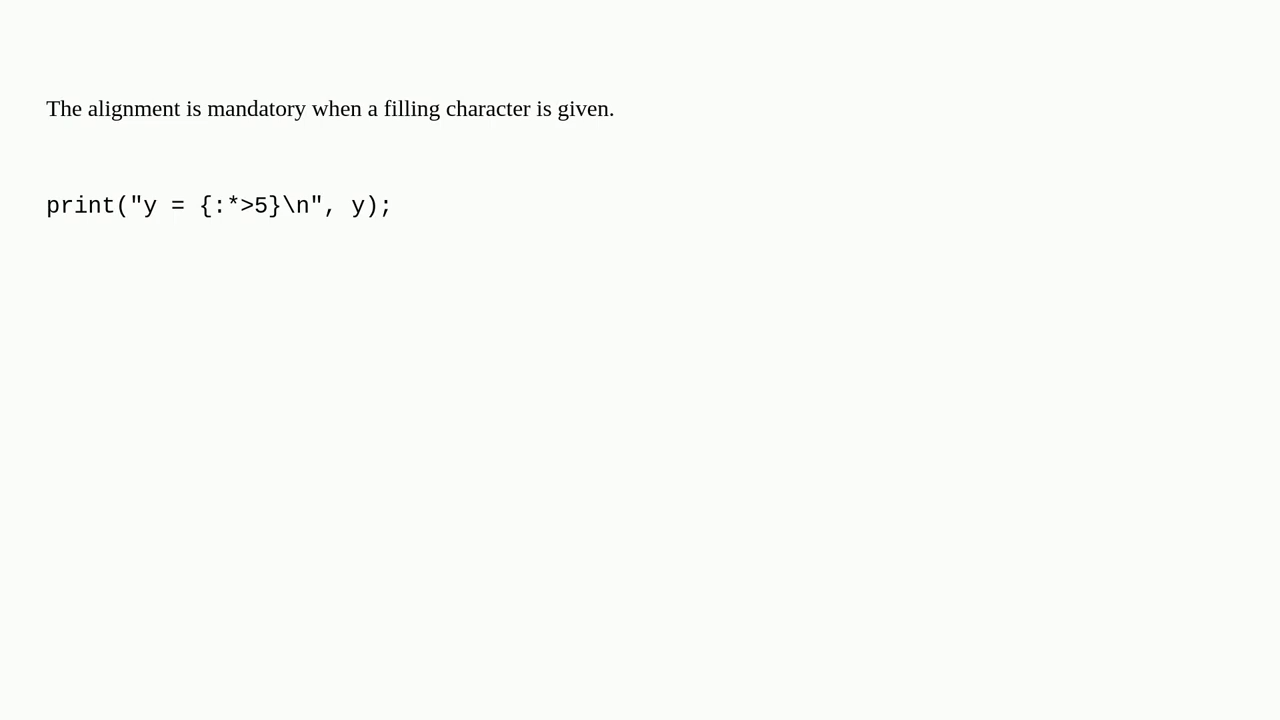 The alignment is mandatory when a filling character is given.
print("y = {:*>5}\n", y);